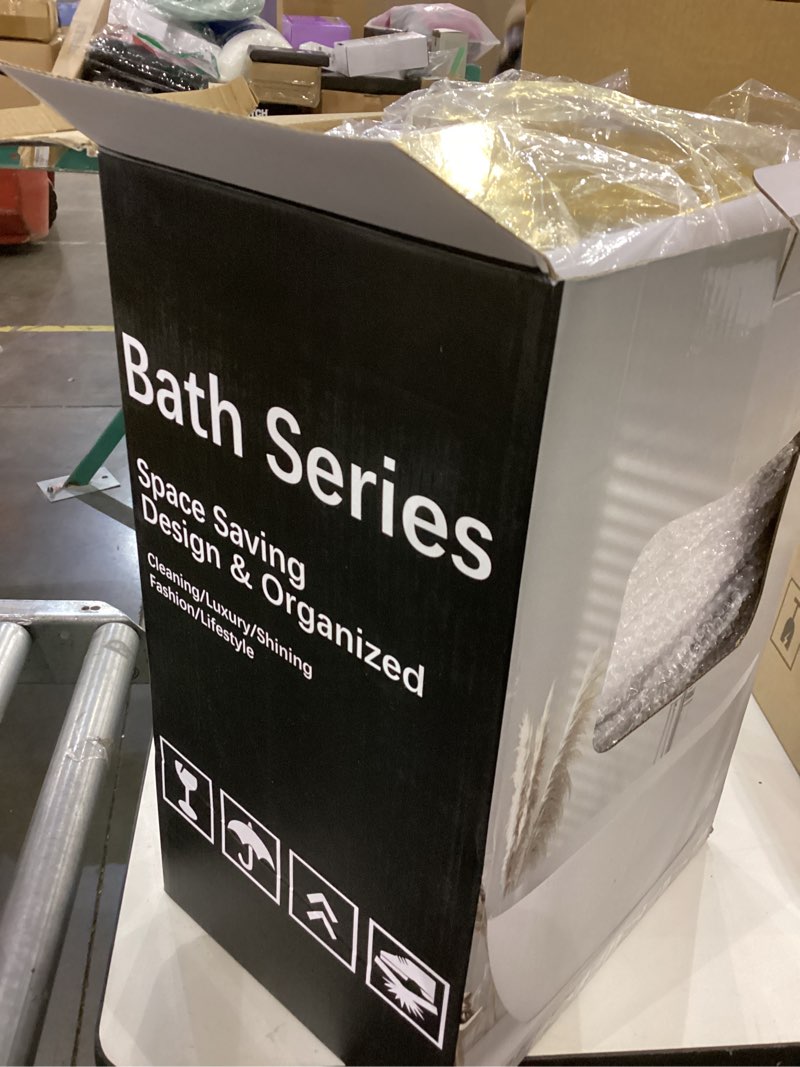 Bath Series
Space Saving
Design & Organized
Cleaning/Luxury/Shining
Fashion/Lifestyle